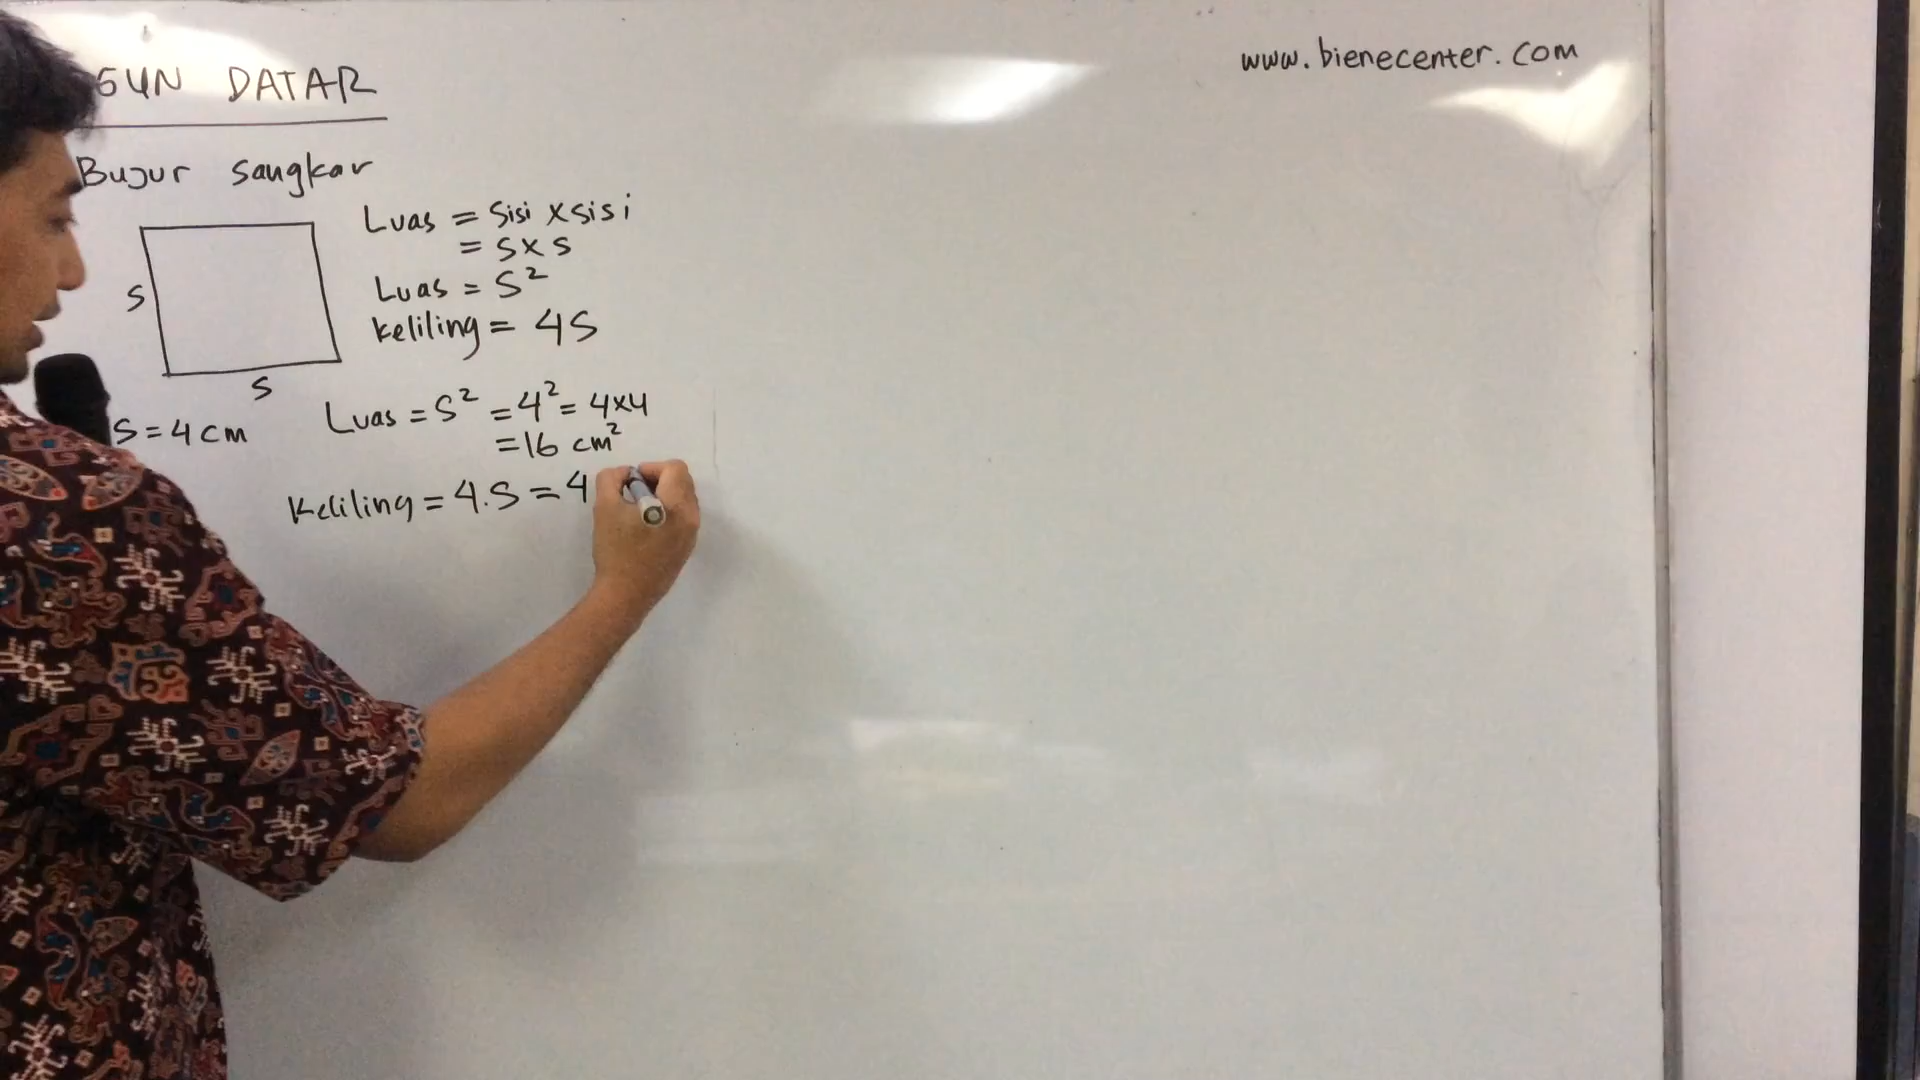 GUN DATAR
www.bienecenter.com
Bujur sangkar
Luas = Sisi x sisi
= S x S
Luas = S²
Keliling = 4S
S
S
S = 4 cm
Luas = S² = 4² = 4x4
= 16 cm²
Keliling = 4.S = 4